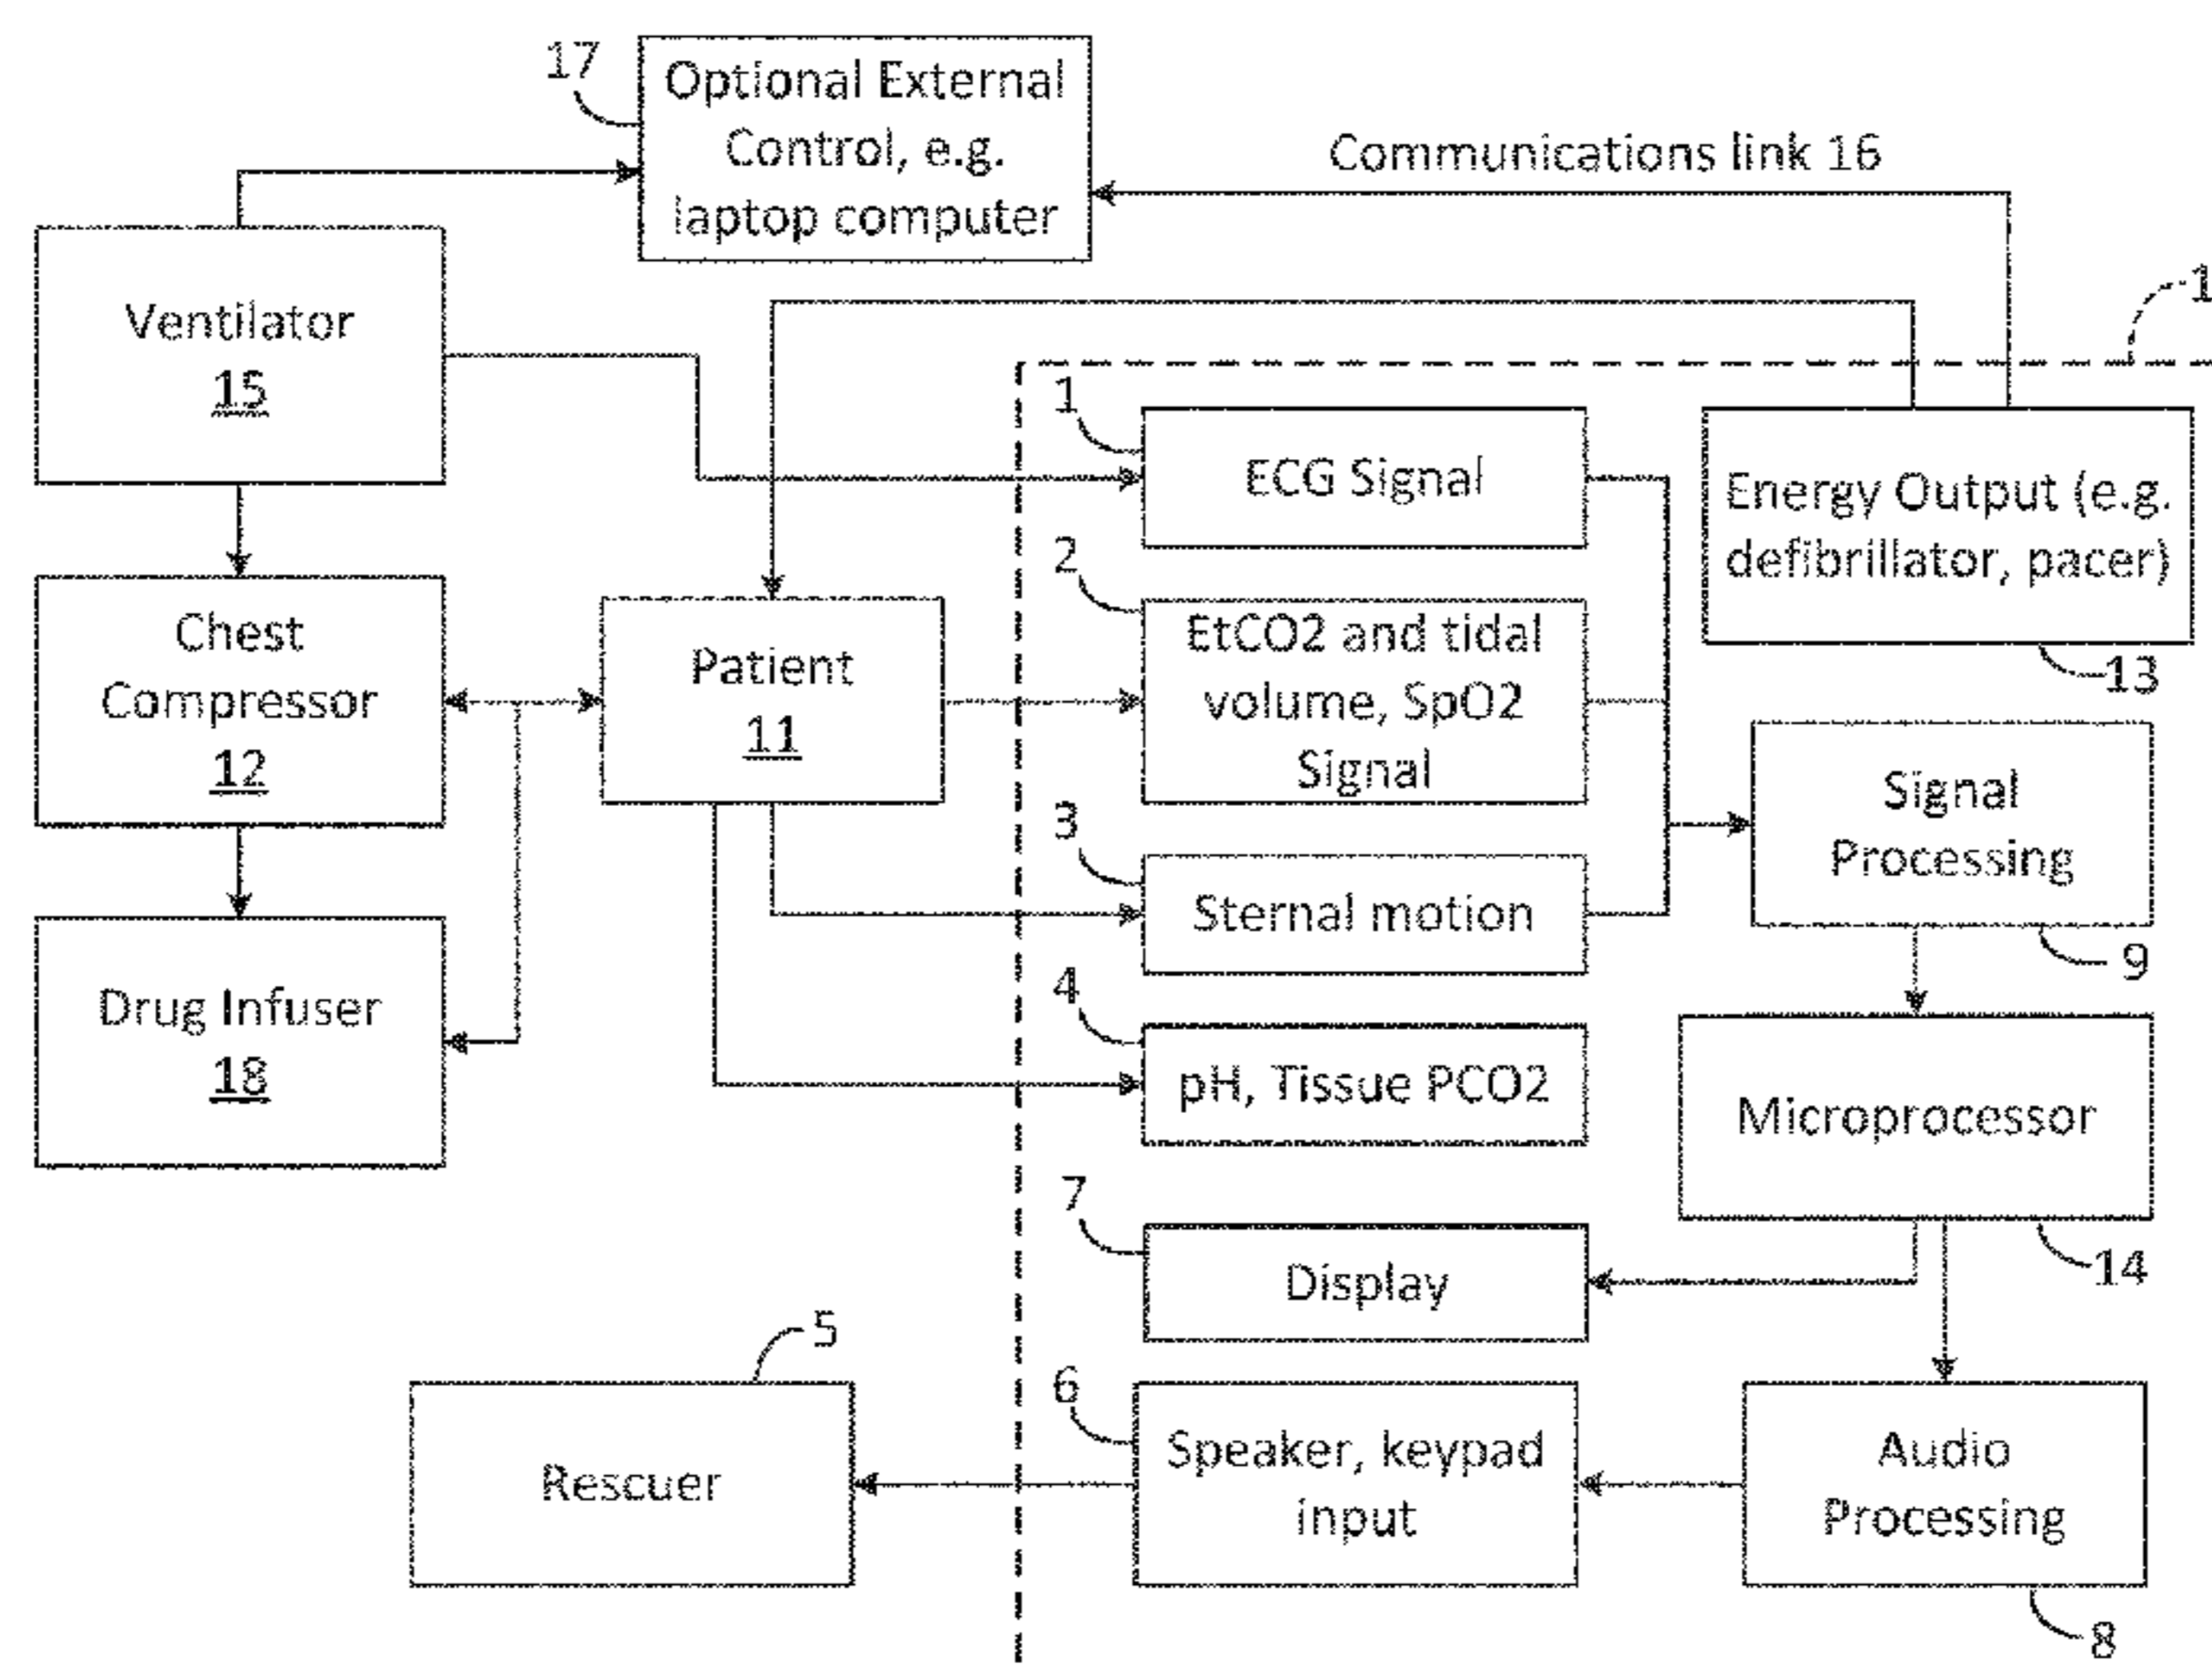 17
Optional External
Control, e.g.
laptop computer
Communications link 16
Ventilator
15
1
1
ECG Signal
Energy Output (e.g.
defibrillator, pacer)
13
2
EtCO2 and tidal
volume, SpO2
Signal
Chest
Compressor
12
Patient
11
Signal
Processing
9
3
Sternal motion
Drug Infuser
18
4
pH, Tissue PCO2
Microprocessor
14
7
Display
5
Rescuer
6
Speaker, keypad
input
Audio
Processing
8